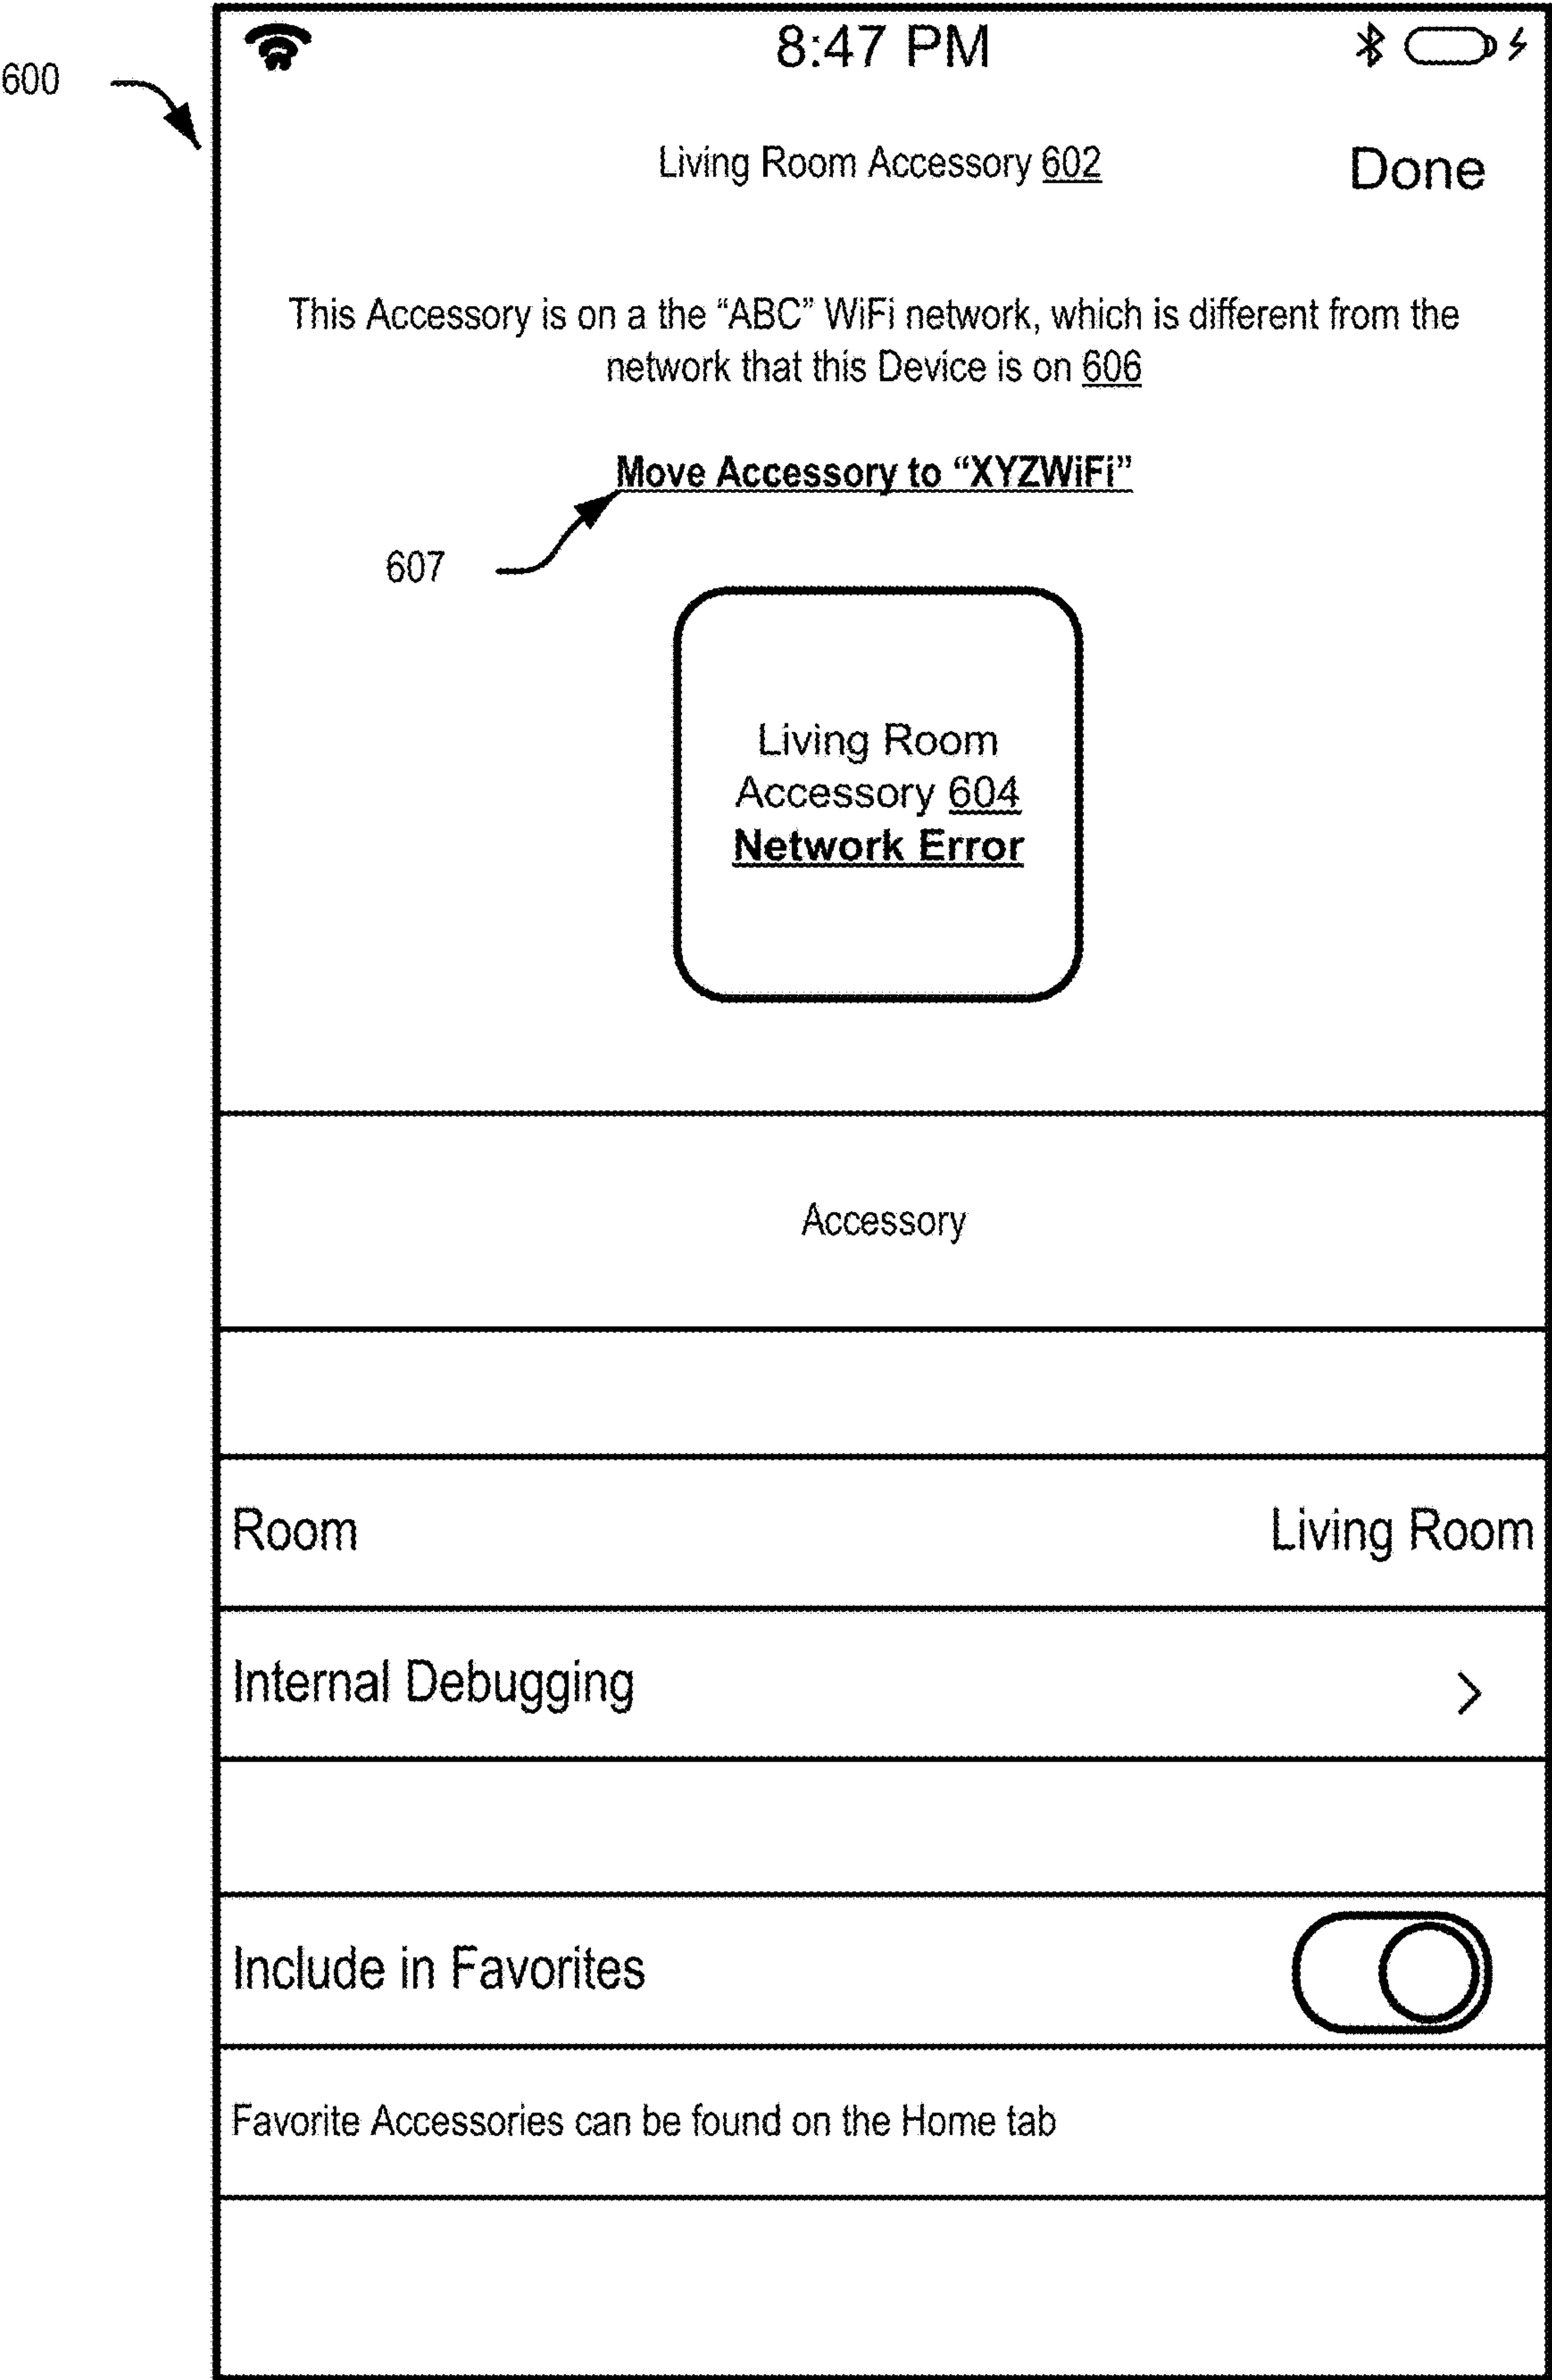 8:47 PM
600
Living Room Accessory 602
Done
This Accessory is on a the “ABC” WiFi network, which is different from the
network that this Device is on 606
Move Accessory to “XYZWiFi”
607
Living Room
Accessory 604
Network Error
Accessory
Room
Living Room
Internal Debugging
Include in Favorites
Favorite Accessories can be found on the Home tab